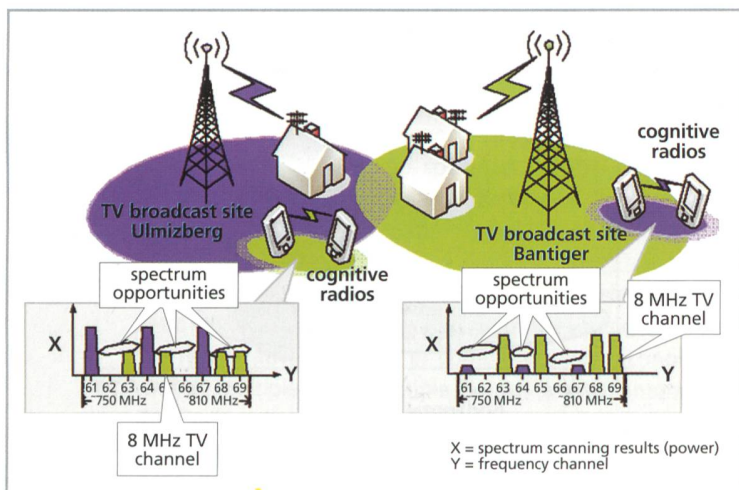 cognitive
radios
TV broadcast site
Ulmizberg
TV broadcast site
Bantiger
spectrum
opportunities
cognitive
radios
spectrum
opportunities
8 MHz TV
channel
X
Y
61 62 63 64 66 67 68 69
750 MHz
810 MHz
8 MHz TV
channel
X
Y
61 62 63 64 65 66 67 68 69
750 MHz
810 MHz
X = spectrum scanning results (power)
Y = frequency channel